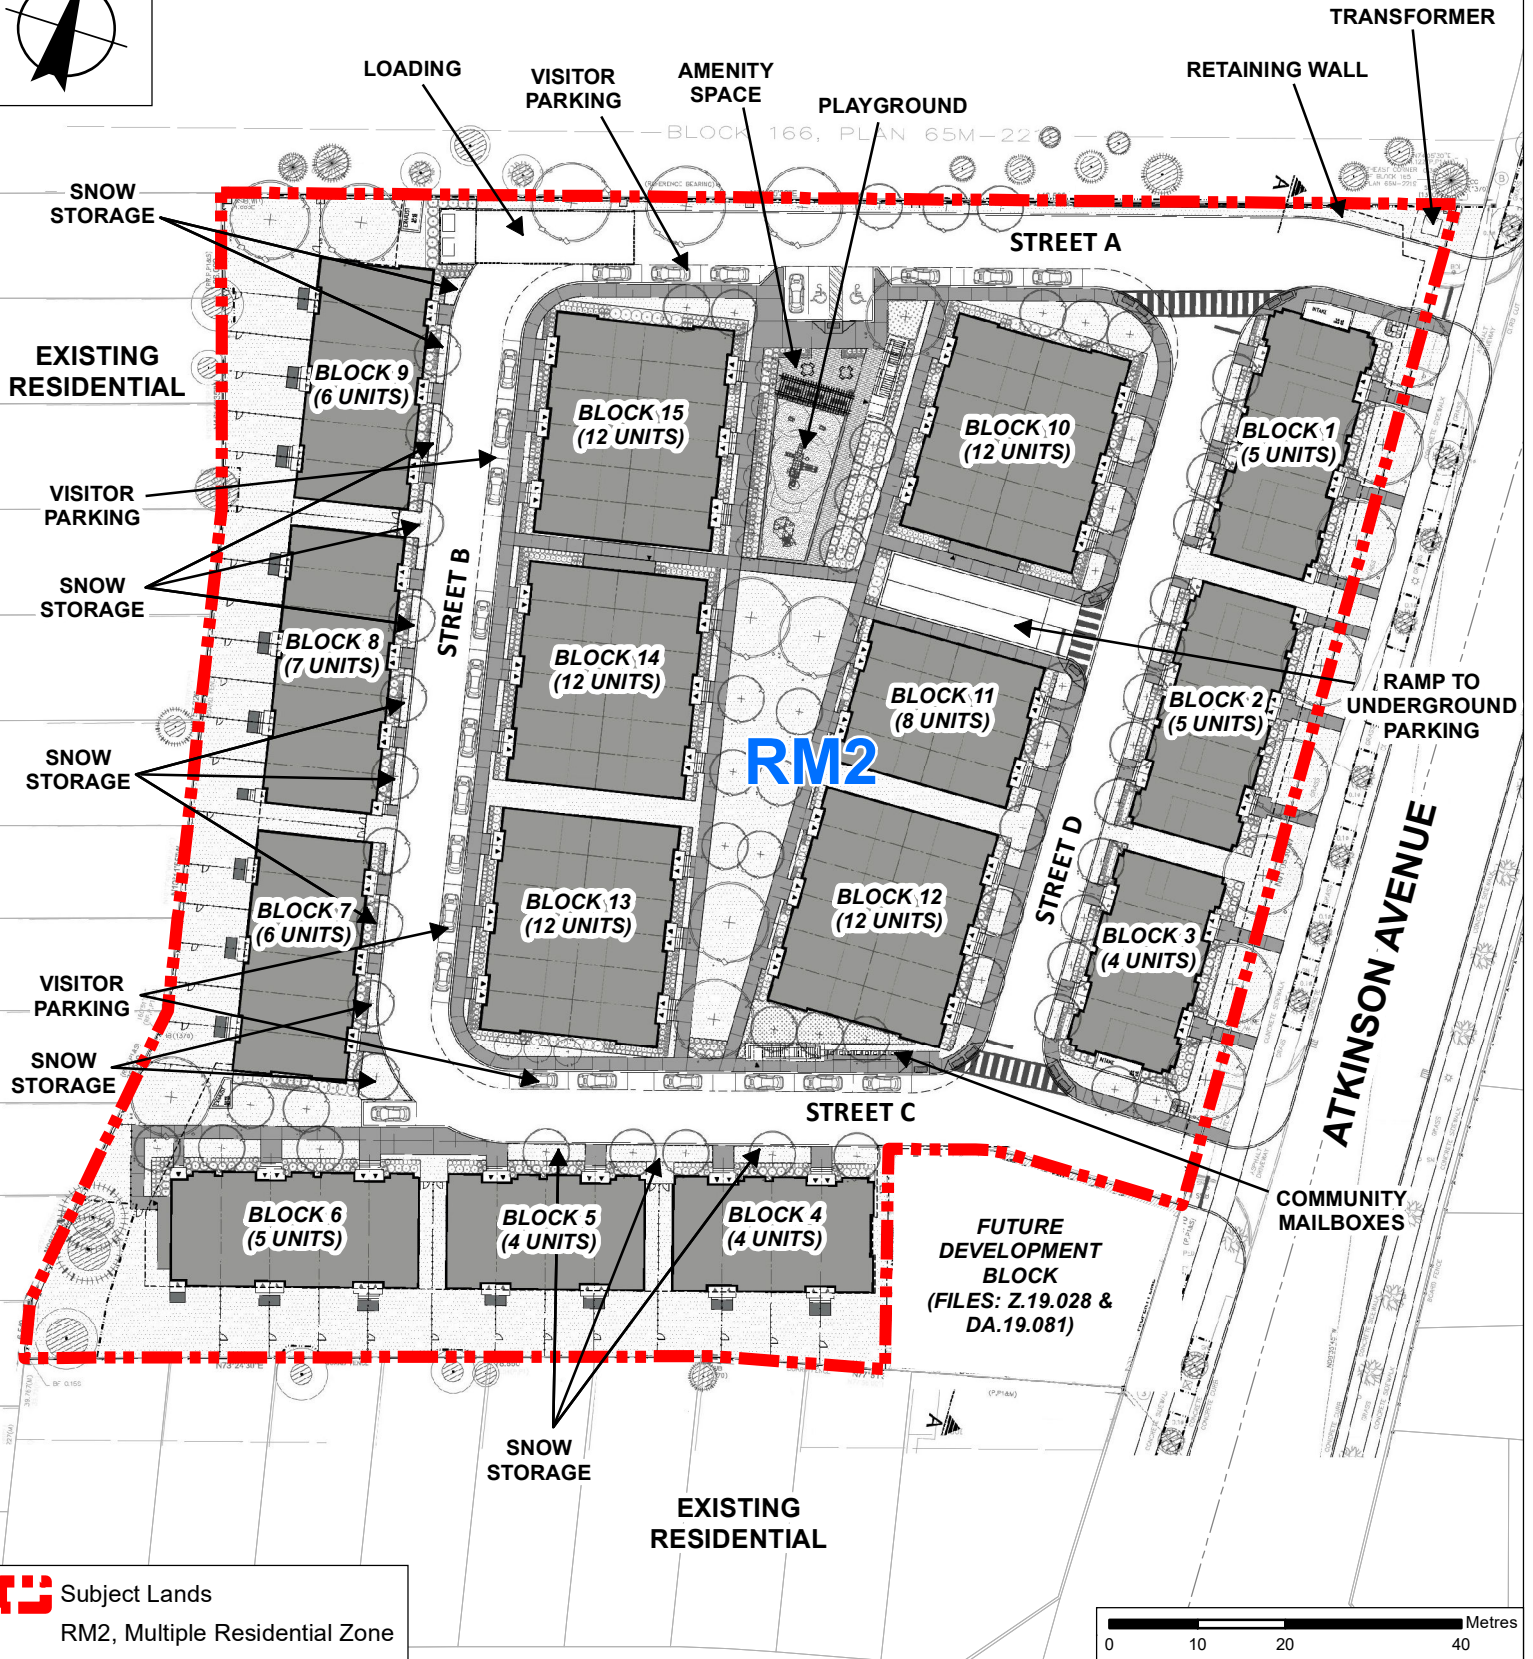 TRANSFORMER
LOADING
VISITOR
PARKING
AMENITY
SPACE
RETAINING WALL
PLAYGROUND
BLOCK 166, PLAN 65M-22
SNOW
STORAGE
STREET A
EXISTING
RESIDENTIAL
BLOCK 9
(6 UNITS)
BLOCK 15
(12 UNITS)
BLOCK 10
(12 UNITS)
BLOCK 1
(5 UNITS)
VISITOR
PARKING
STREET B
SNOW
STORAGE
BLOCK 8
(7 UNITS)
BLOCK 14
(12 UNITS)
BLOCK 11
(8 UNITS)
BLOCK 2
(5 UNITS)
RAMP TO
UNDERGROUND
PARKING
RM2
SNOW
STORAGE
STREET D
ATKINSON AVENUE
BLOCK 7
(6 UNITS)
BLOCK 13
(12 UNITS)
BLOCK 12
(12 UNITS)
BLOCK 3
(4 UNITS)
VISITOR
PARKING
SNOW
STORAGE
STREET C
COMMUNITY
MAILBOXES
BLOCK 6
(5 UNITS)
BLOCK 5
(4 UNITS)
BLOCK 4
(4 UNITS)
FUTURE
DEVELOPMENT
BLOCK
(FILES: Z.19.028 &
DA.19.081)
A
A
SNOW
STORAGE
EXISTING
RESIDENTIAL
Subject Lands
RM2, Multiple Residential Zone
Metres
0 10 20 40